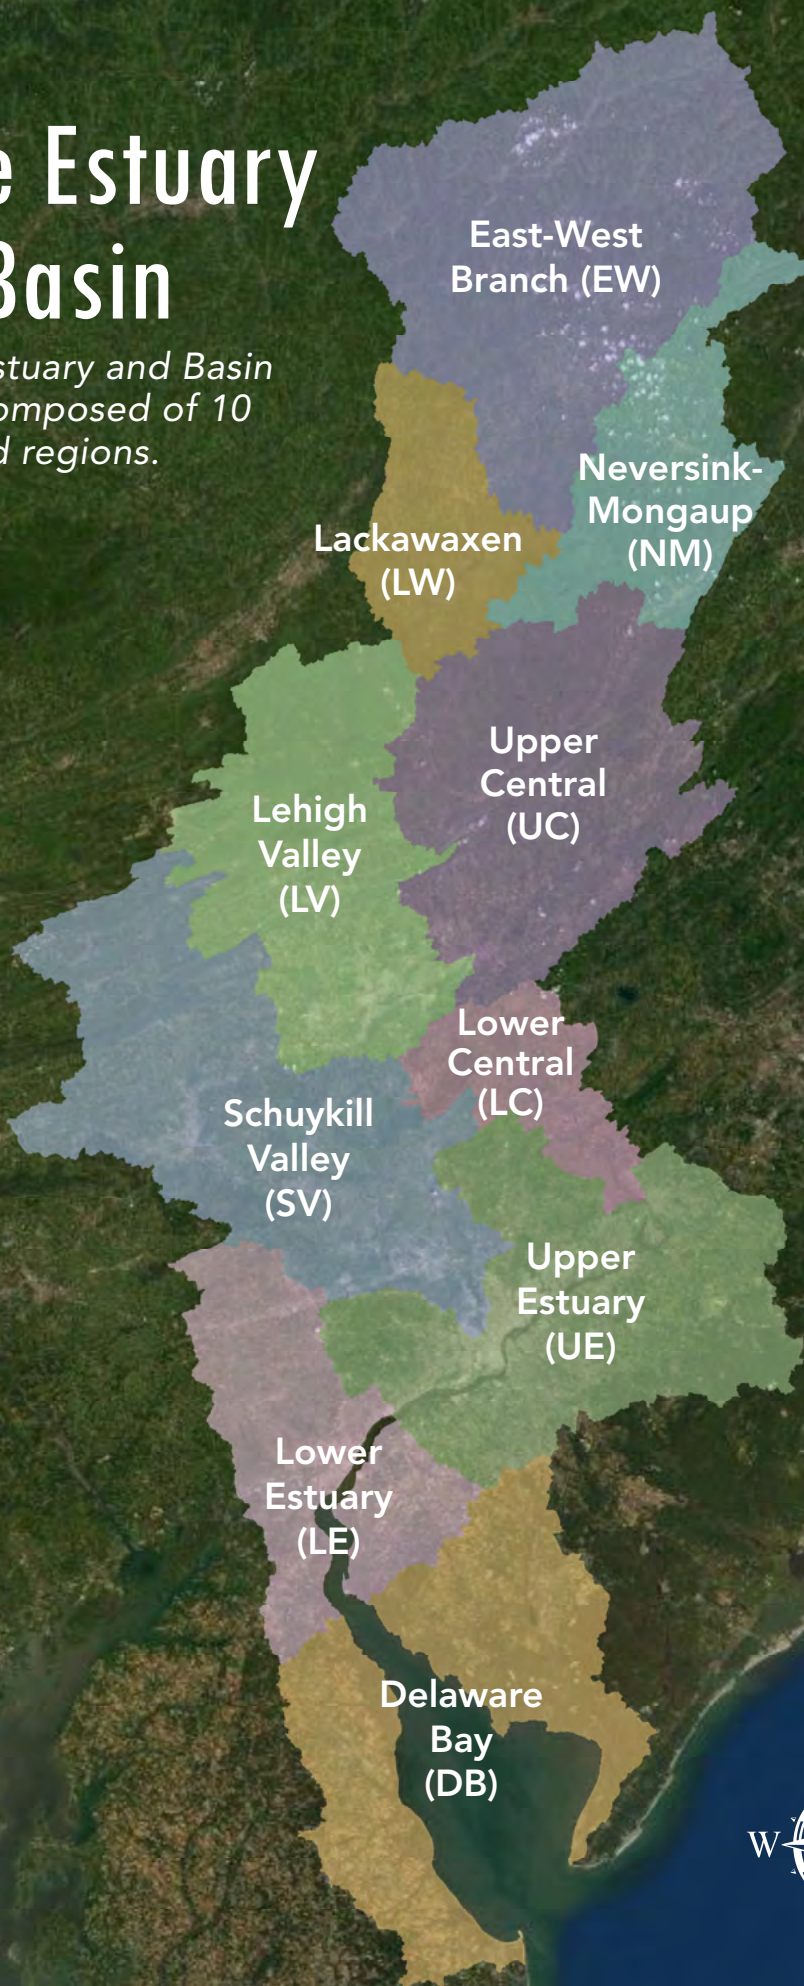 e Estuary
Basin
stuary and Basin
omposed of 10
d regions.
East-West
Branch (EW)
Neversink-
Mongaup
(NM)
Lackawaxen
(LW)
Upper
Central
(UC)
Lehigh
Valley
(LV)
Lower
Central
(LC)
Schuykill
Valley
(SV)
Upper
Estuary
(UE)
Lower
Estuary
(LE)
Delaware
Bay
(DB)
W